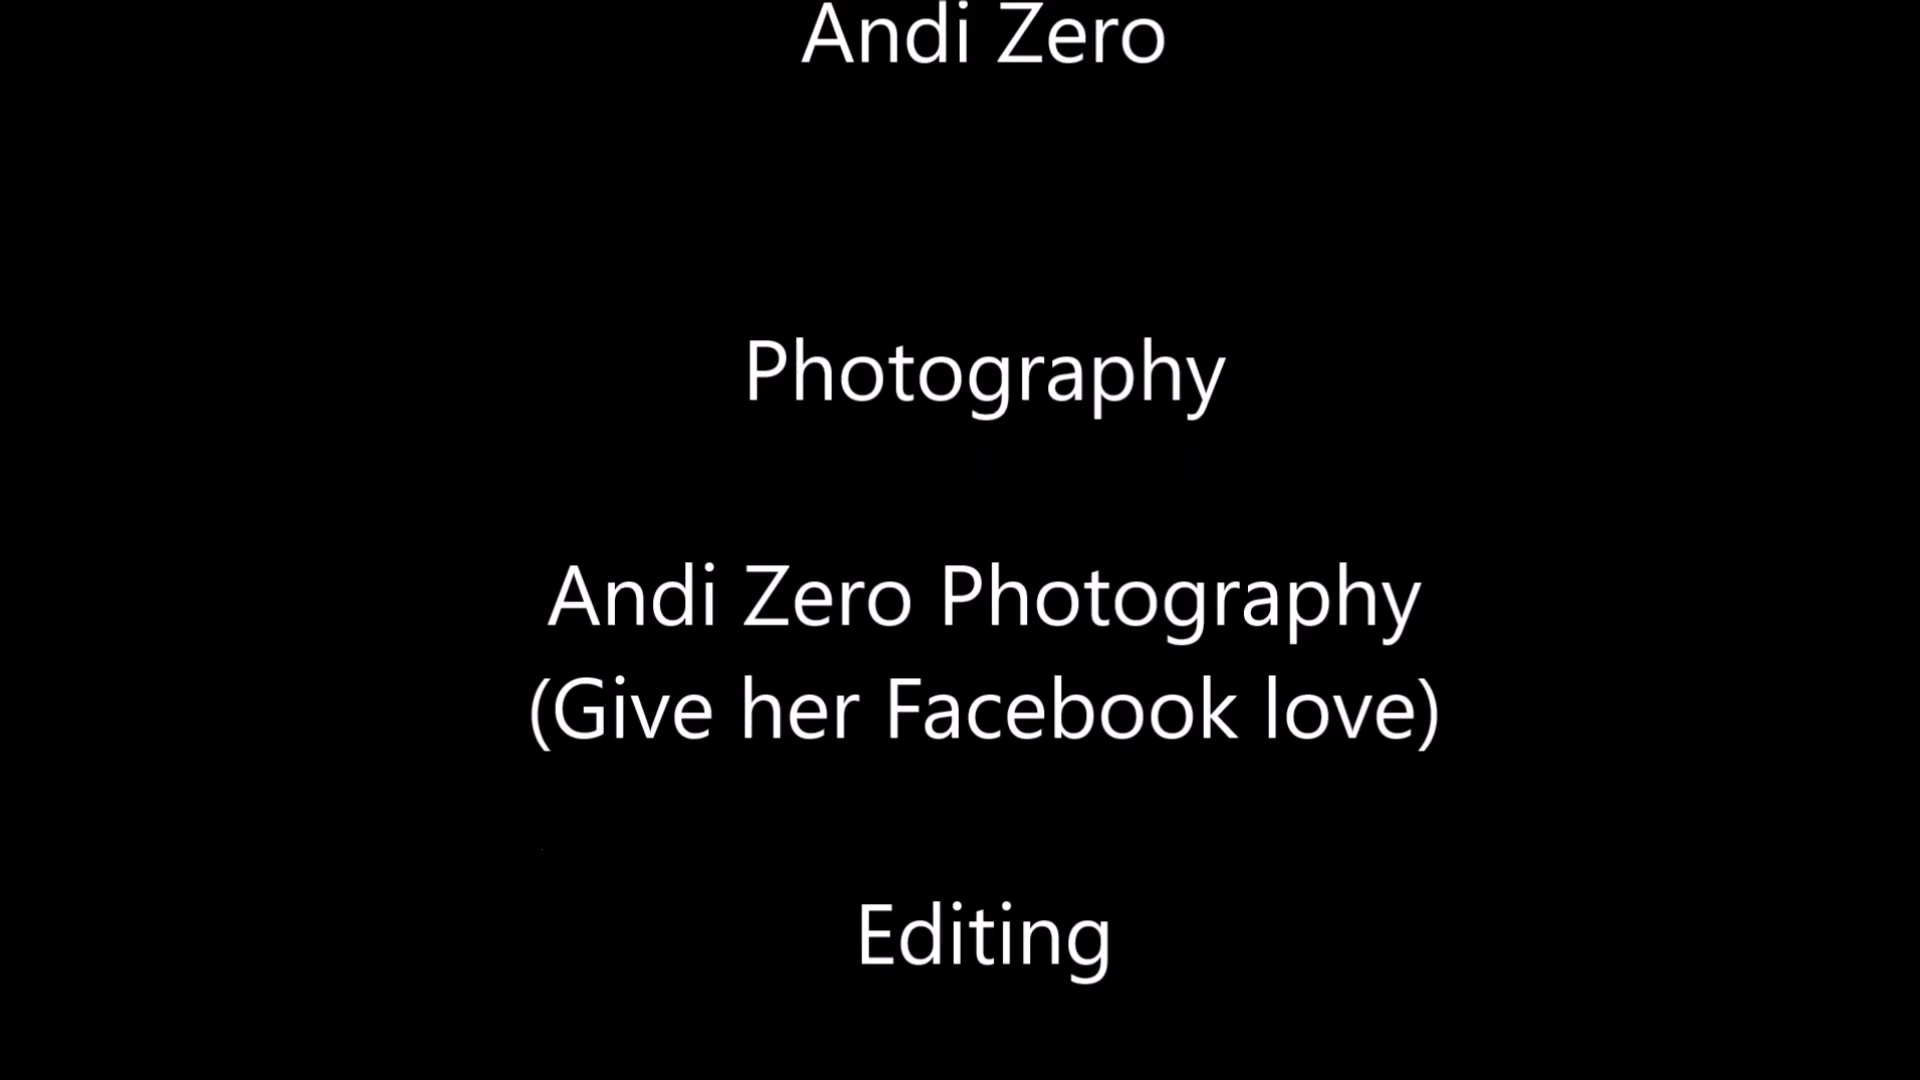 Andi Zero
Photography
Andi Zero Photography
(Give her Facebook love)
Editing